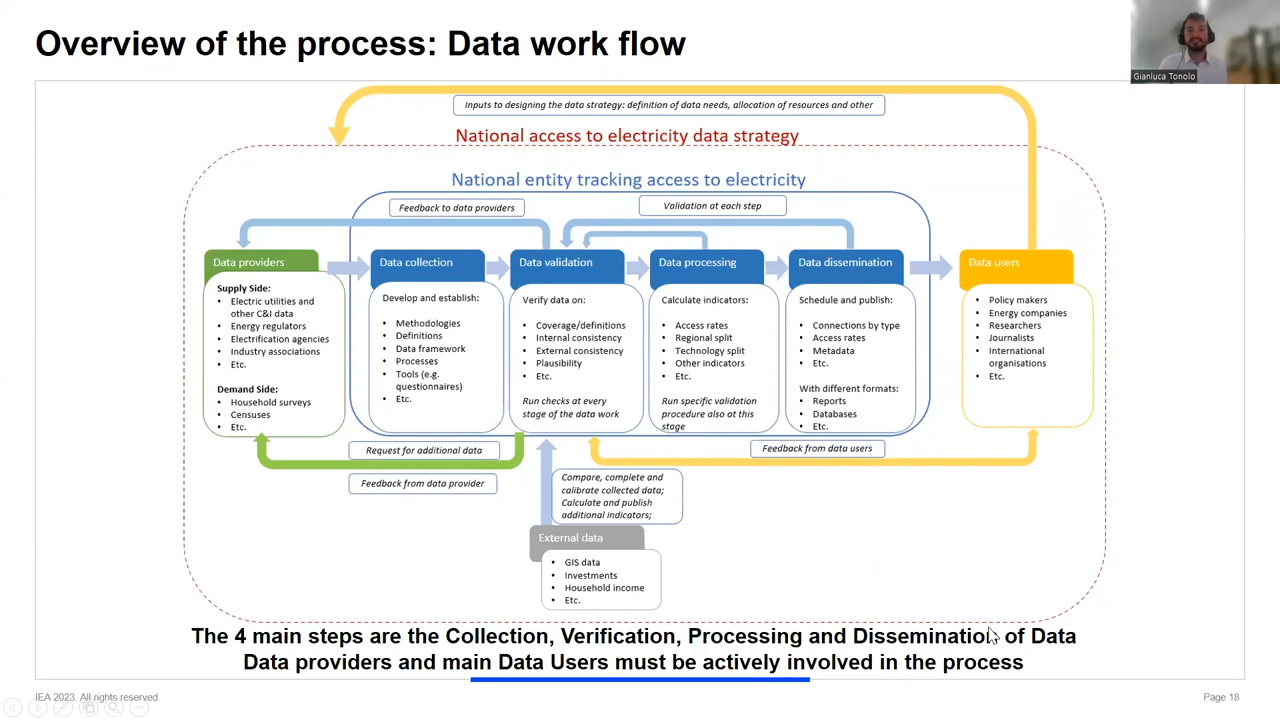 Overview of the process: Data work flow
Gianluca Tonolo
Inputs to designing the data strategy: definition of data needs, allocation of resources and other
National access to electricity data strategy
National entity tracking access to electricity
Feedback to data providers
Validation at each step
Data providers
Supply Side:
• Electric utilities and
other C&I data
• Energy regulators
• Electrification agencies
• Industry associations
• Etc.
Demand Side:
• Household surveys
• Censuses
• Etc.
Data collection
Develop and establish:
• Methodologies
• Definitions
• Data framework
• Processes
• Tools (e.g.
questionnaires)
• Etc.
Data validation
Verify data on:
• Coverage/definitions
• Internal consistency
• External consistency
• Plausibility
• Etc.
Run checks at every
stage of the data work
Data processing
Calculate indicators:
• Access rates
• Regional split
• Technology split
• Other indicators
• Etc.
Run specific validation
procedure also at this
stage
Data dissemination
Schedule and publish:
• Connections by type
• Access rates
• Metadata
• Etc.
With different formats:
• Reports
• Databases
• Etc.
Data users
• Policy makers
• Energy companies
• Researchers
• Journalists
• International
organisations
• Etc.
Request for additional data
Feedback from data provider
Feedback from data users
Compare, complete and
calibrate collected data;
Calculate and publish
additional indicators;
External data
• GIS data
• Investments
• Household income
• Etc.
The 4 main steps are the Collection, Verification, Processing and Dissemination of Data
Data providers and main Data Users must be actively involved in the process
IEA 2023. All rights reserved.
Page 18